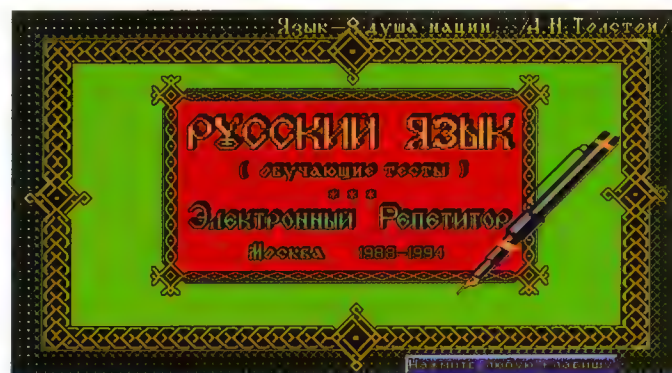 Язык – душа нации... /А.Н.Толстой/
РУССКИЙ ЯЗЫК
( обучающие тесты )
* * *
Электронный Репетитор
Москва 1988-1994
Нажмите любую клавишу